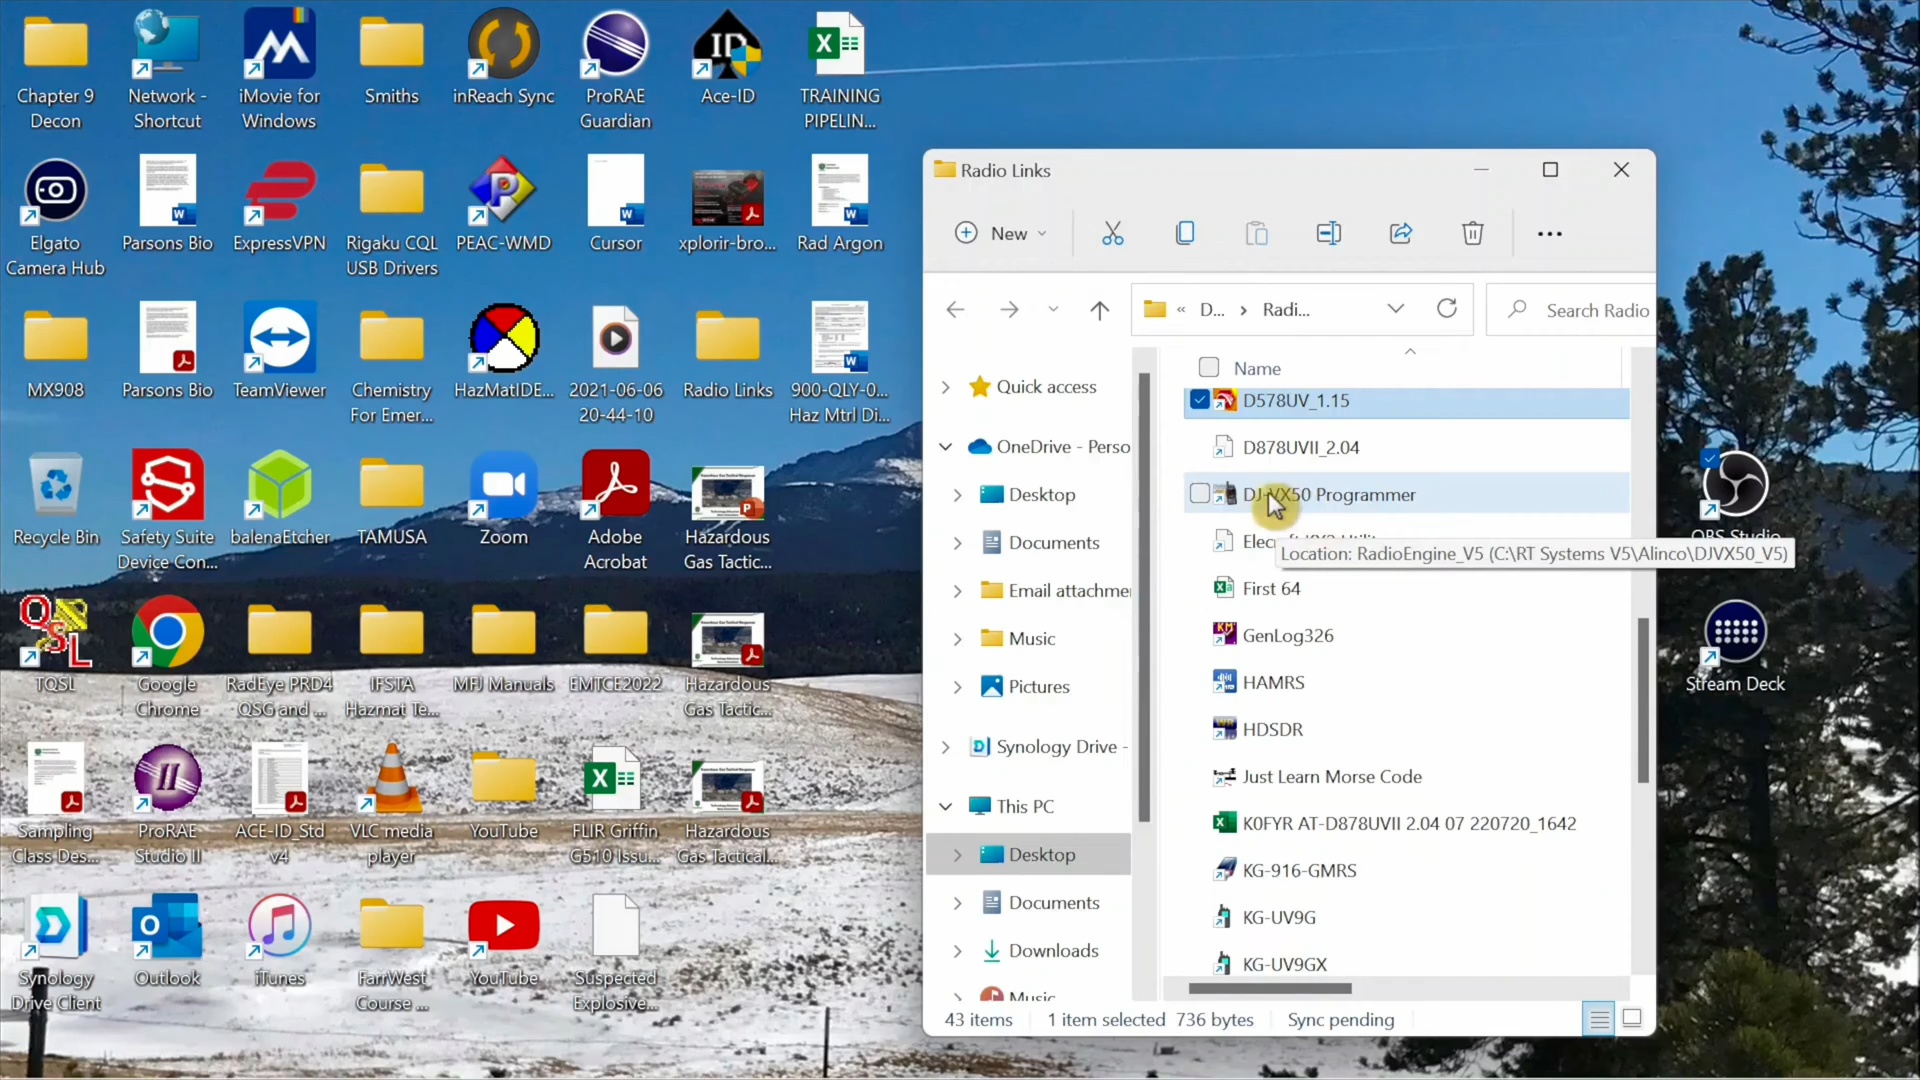 Chapter 9
Decon
Network -
Shortcut
iMovie for
Windows
Smiths
inReach Sync
ProRAE
Guardian
ID
Ace-ID
TRAINING
PIPELIN...
Elgato
Camera Hub
Parsons Bio
ExpressVPN
Rigaku CQL
USB Drivers
PEAC-WMD
Cursor
xplorir-bro...
Rad Argon
MX908
Parsons Bio
TeamViewer
Chemistry
For Emer...
HazMatIDE...
2021-06-06
20-44-10
Radio Links
900-QLY-0...
Haz Mtrl Di...
Recycle Bin
Safety Suite
Device Con...
balenaEtcher
TAMUSA
Zoom
Adobe
Acrobat
Hazardous
Gas Tactic...
QSL
TQSL
Google
Chrome
RadEye PRD4
QSG and ...
IFSTA
Hazmat Te...
MFJ Manuals
EMTCE2022
Hazardous
Gas Tactic...
Sampling
Class Des...
ProRAE
Studio II
ACE-ID_Std
v4
VLC media
player
YouTube
FLIR Griffin
G510 Issu...
Hazardous
Gas Tactical...
Synology
Drive Client
Outlook
iTunes
FarrWest
Course ...
YouTube
Suspected
Explosive...
Radio Links
New
« D... > Radi...
Search Radio
Quick access
OneDrive - Perso
Desktop
Documents
Email attachme
Music
Pictures
Synology Drive -
This PC
Desktop
Documents
Downloads
Music
Name
D578UV_1.15
D878UVII_2.04
DJ-VX50 Programmer
Location: RadioEngine_V5 (C:\RT Systems V5\Alinco\DJVX50_V5)
First 64
GenLog326
HAMRS
HDSDR
Just Learn Morse Code
K0FYR AT-D878UVII 2.04 07 220720_1642
KG-916-GMRS
KG-UV9G
KG-UV9GX
43 items
1 item selected 736 bytes
Sync pending
OBS Studio
Stream Deck